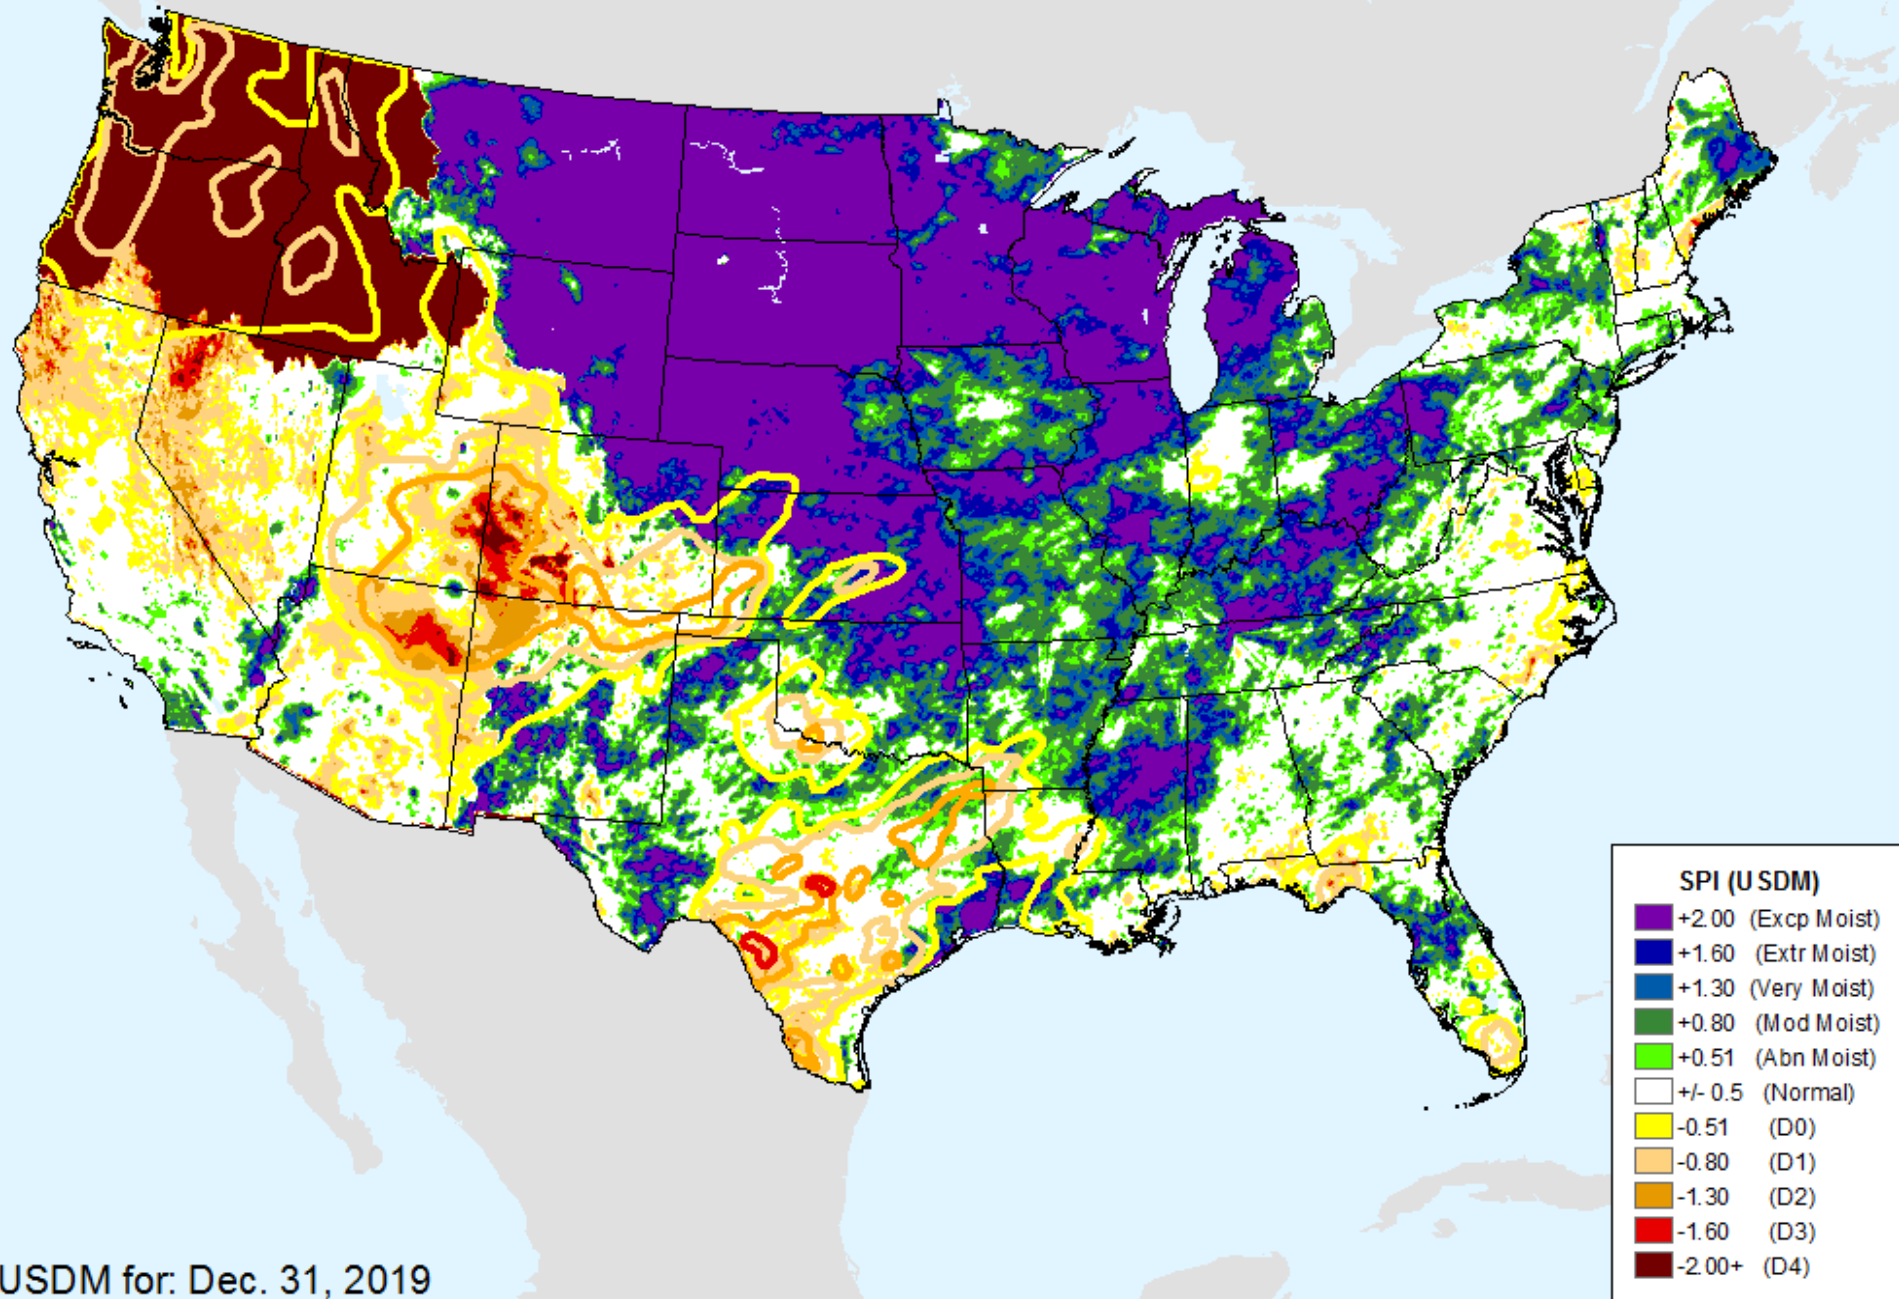 SPI (USDM)
+2.00 (Excp Moist)
+1.60 (Extr Moist)
+1.30 (Very Moist)
+0.80 (Mod Moist)
+0.51 (Abn Moist)
+/- 0.5 (Normal)
-0.51 (D0)
-0.80 (D1)
-1.30 (D2)
-1.60 (D3)
-2.00+ (D4)
USDM for: Dec. 31, 2019